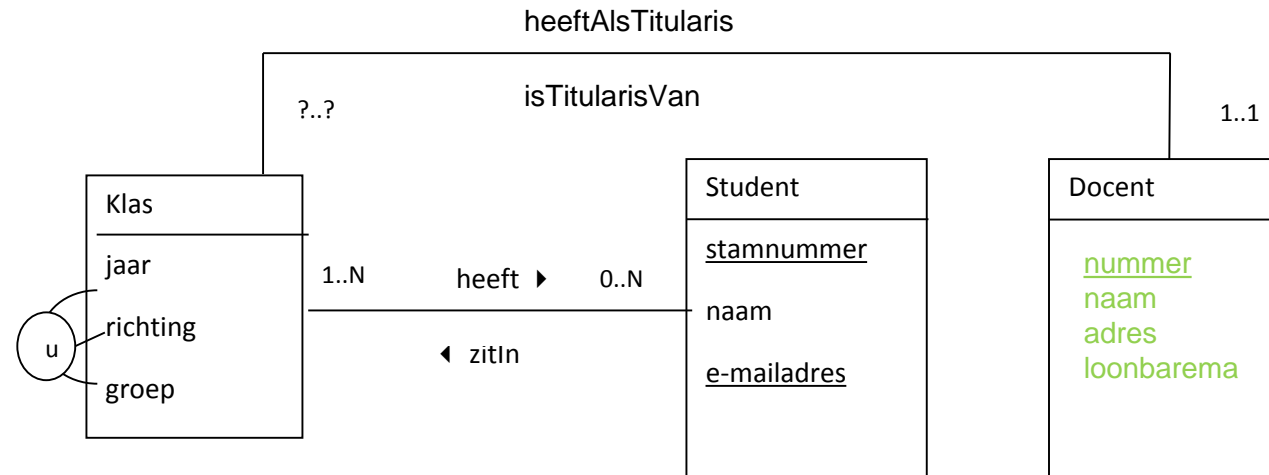 heeftAlsTitularis
isTitularisVan
?..?
1..1
Klas
jaar
richting
groep
u
1..N
heeft ▶
0..N
◀ zitIn
Student
stamnummer
naam
e-mailadres
Docent
nummer
naam
adres
loonbarema